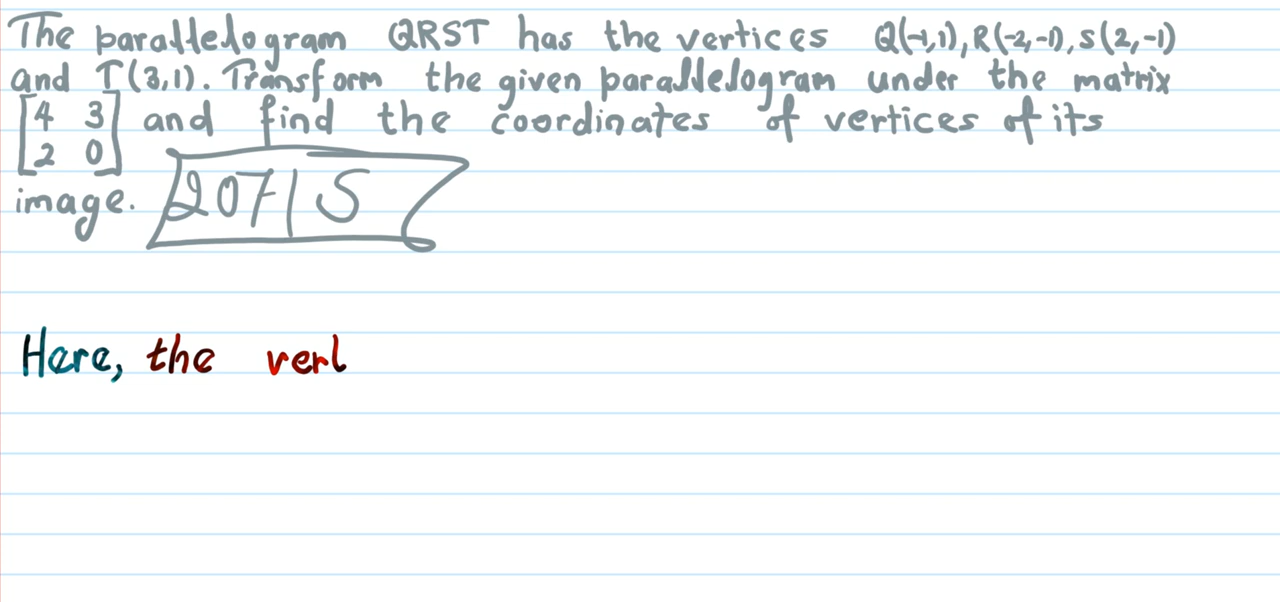 The parallelogram QRST has the vertices Q(-1,1), R(-2,-1), S(2,-1)
and T(3,1). Transform the given parallelogram under the matrix
[4 3
2 0] and find the coordinates of vertices of its
image. 2071 S
Here, the verl